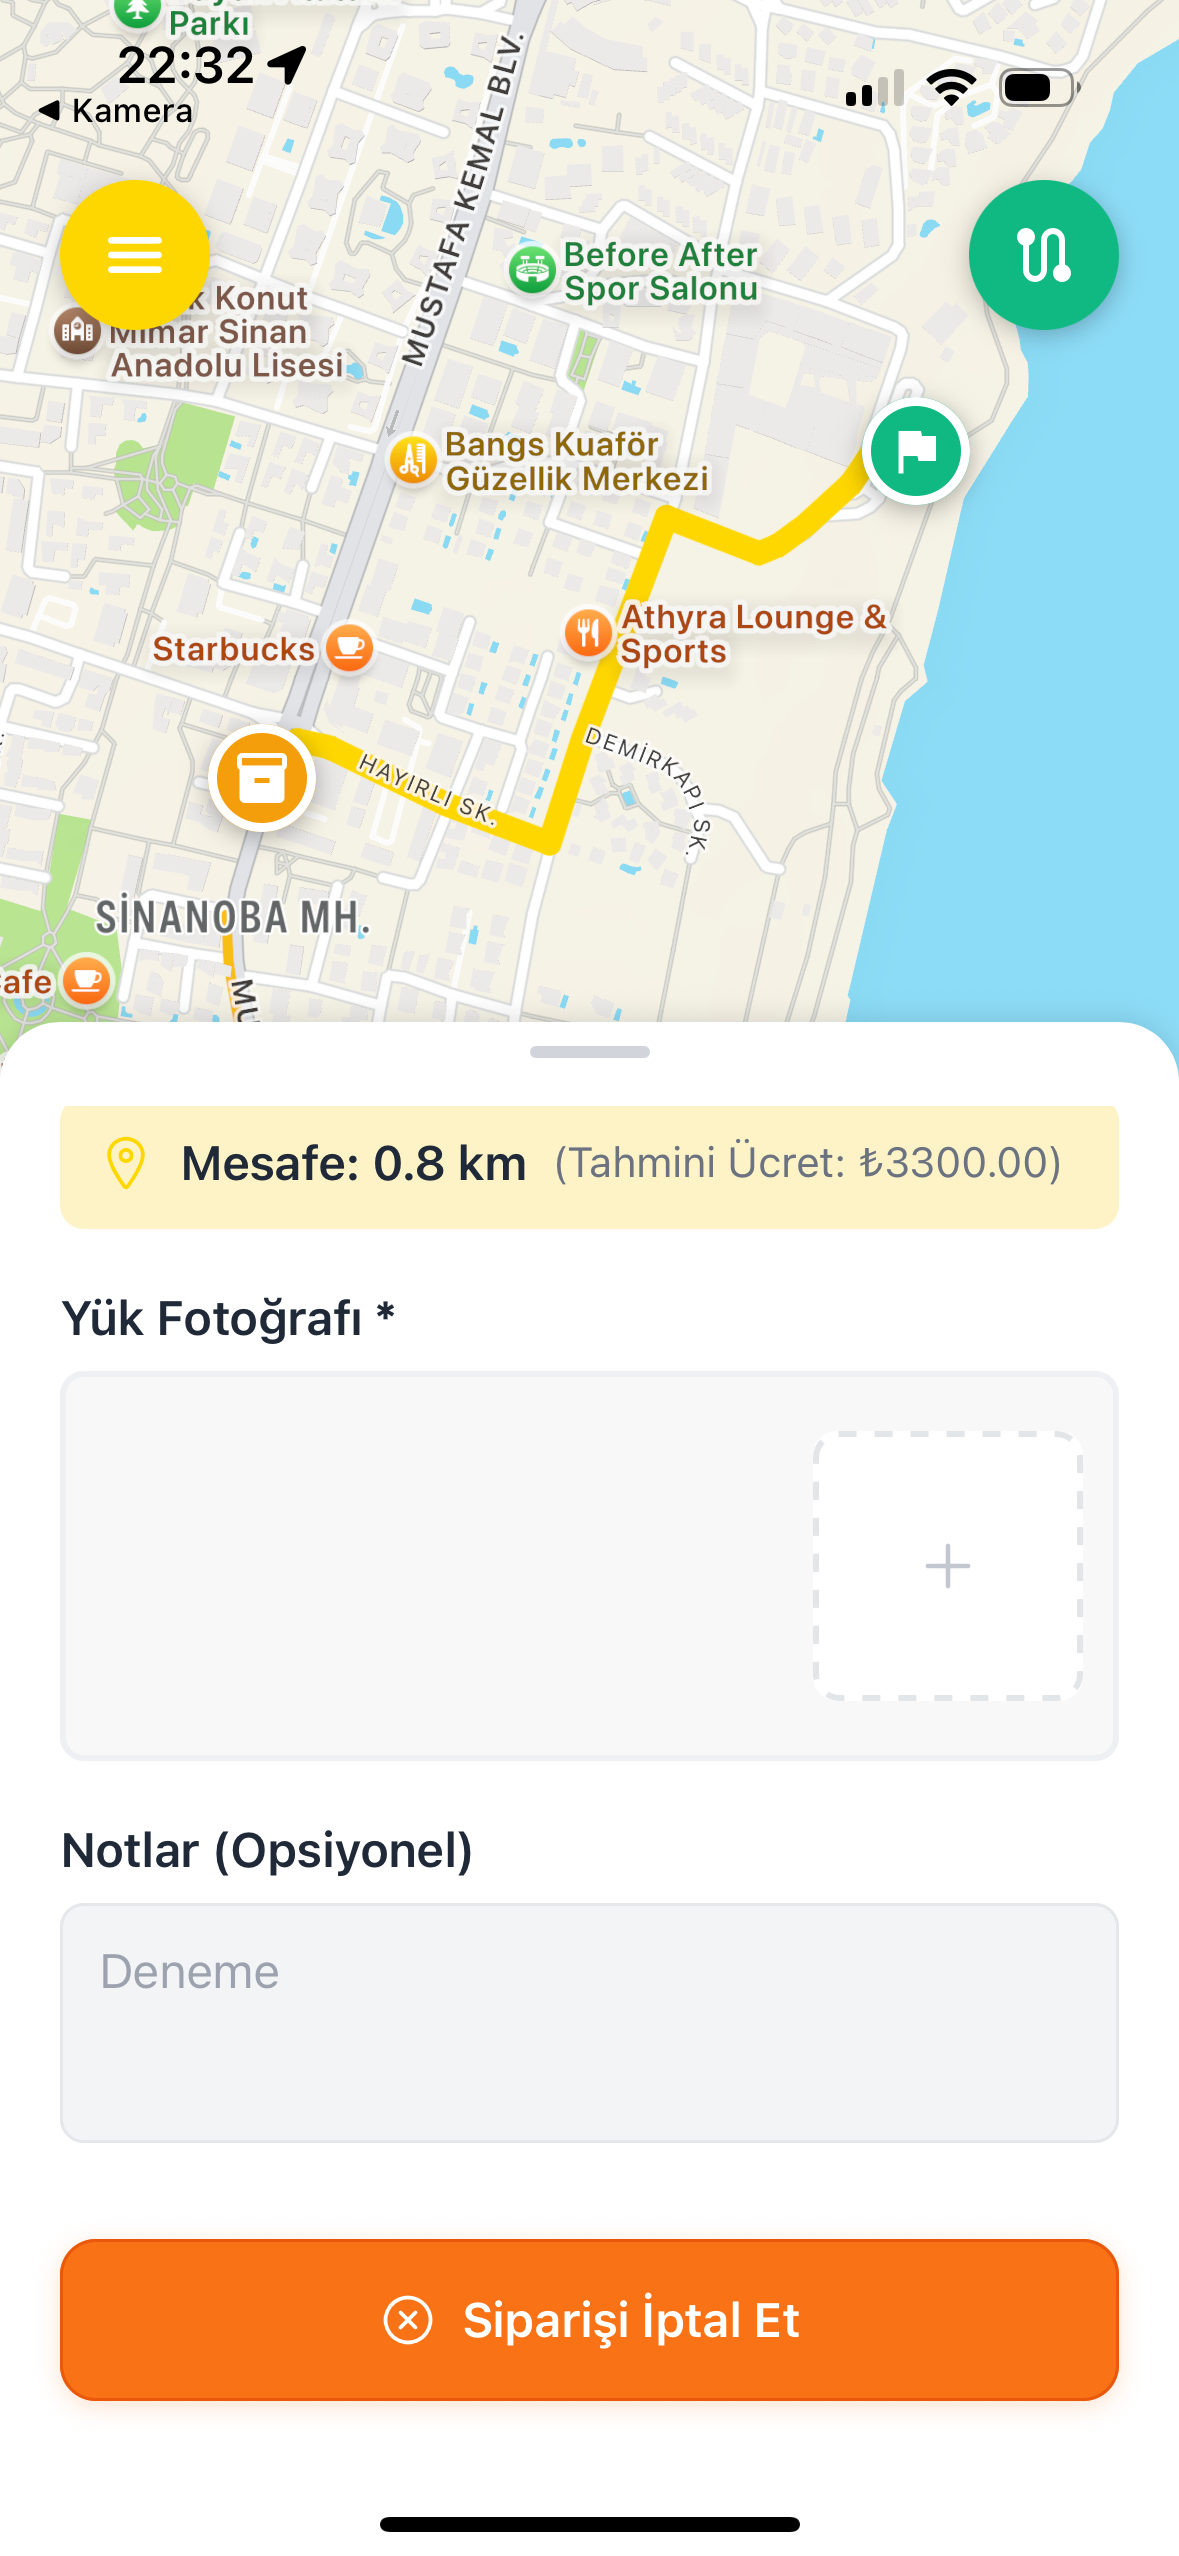 Parkı
22:32
Kamera
MUSTAFA KEMAL BLV.
Before After
Spor Salonu
k Konut
Mimar Sinan
Anadolu Lisesi
Bangs Kuaför
Güzellik Merkezi
Athyra Lounge &
Sports
Starbucks
DEMİRKAPI SK.
HAYIRLI SK.
SİNANOBA MH.
afe
MU
Mesafe: 0.8 km (Tahmini Ücret: ₺3300.00)
Yük Fotoğrafı *
Notlar (Opsiyonel)
Deneme
Siparişi İptal Et